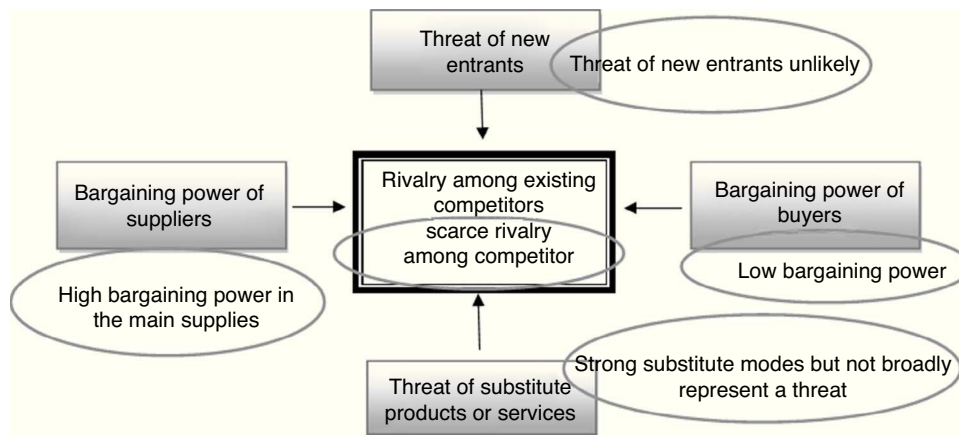 Threat of new
entrants
Threat of new entrants unlikely
Bargaining power of
suppliers
High bargaining power in
the main supplies
Rivalry among existing
competitors
scarce rivalry
among competitor
Bargaining power of
buyers
Low bargaining power
Threat of substitute
products or services
Strong substitute modes but not broadly
represent a threat